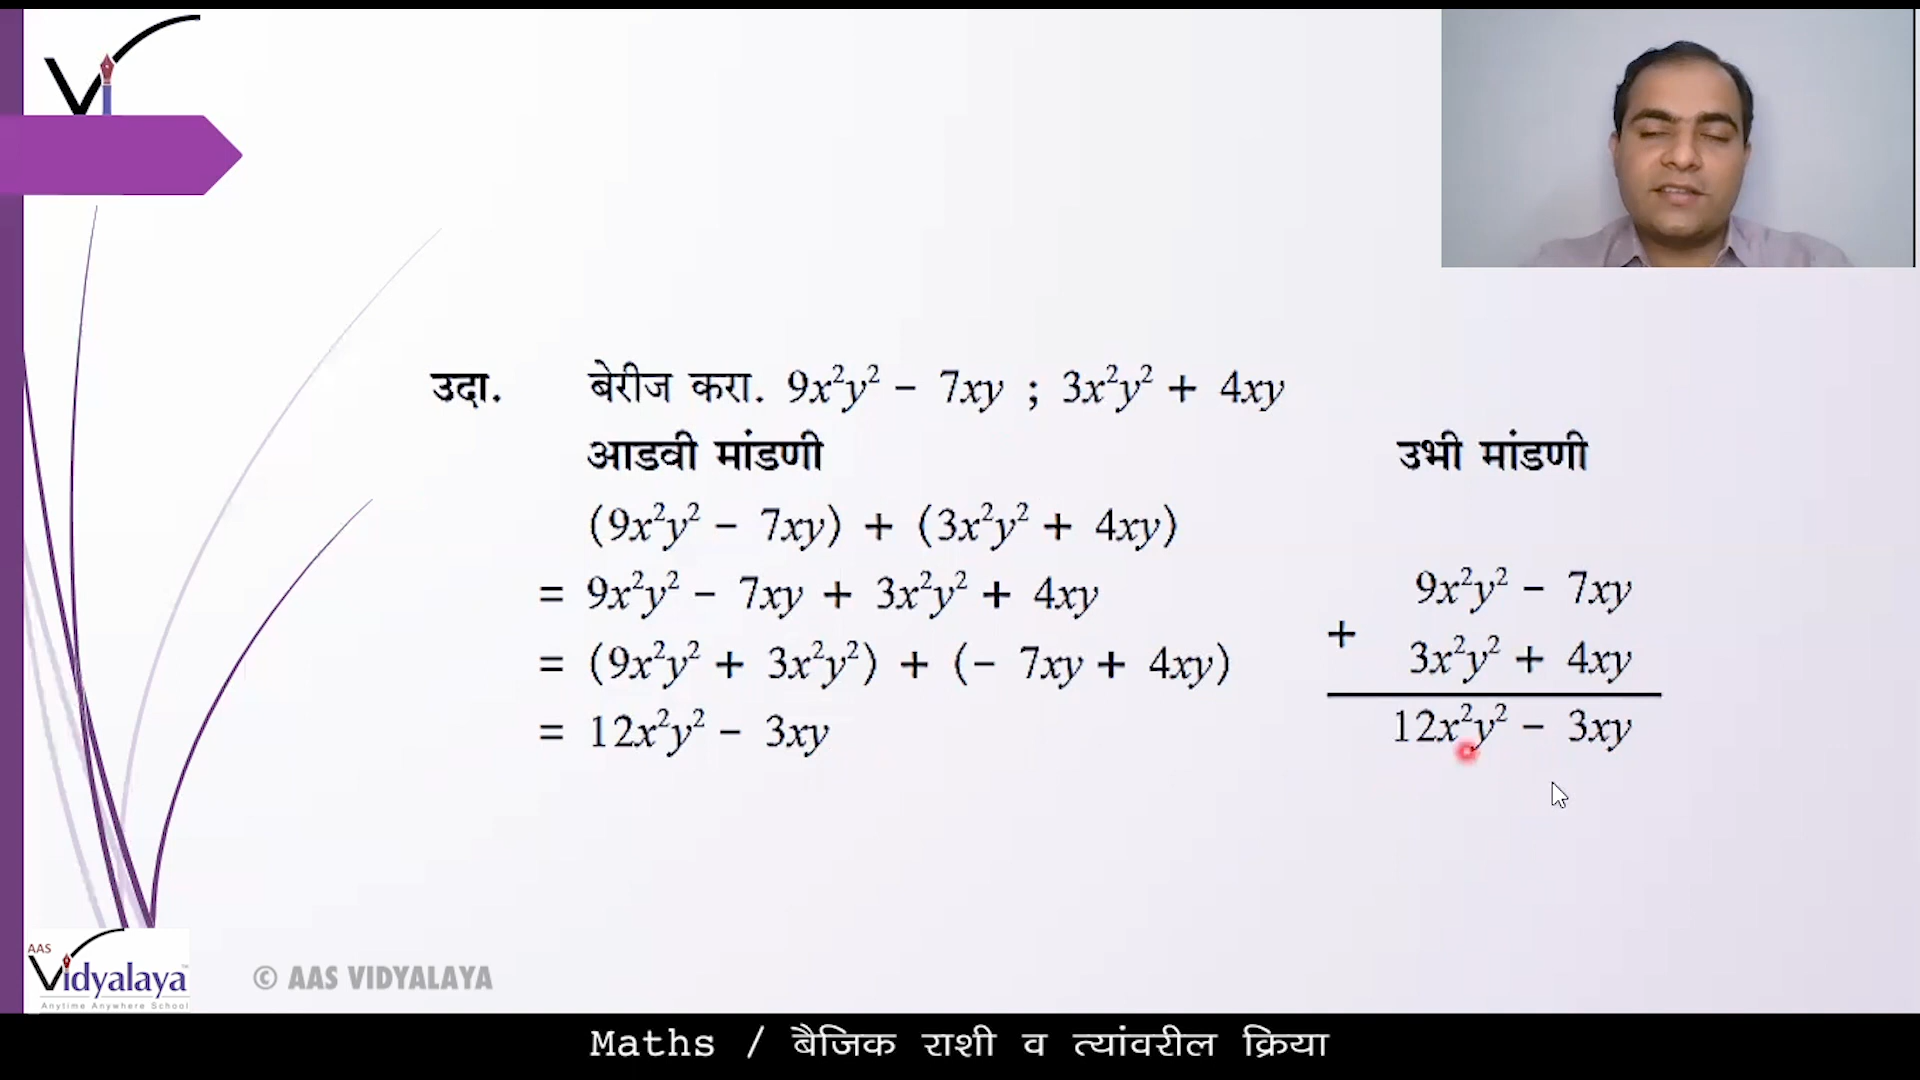 Vi
उदा. बेरीज करा. 9x²y² − 7xy ; 3x²y² + 4xy
आडवी मांडणी
(9x²y² − 7xy) + (3x²y² + 4xy)
= 9x²y² − 7xy + 3x²y² + 4xy
= (9x²y² + 3x²y²) + (− 7xy + 4xy)
= 12x²y² − 3xy
उभी मांडणी
9x²y² − 7xy
+ 3x²y² + 4xy
12x²y² − 3xy
AAS
Vidyalaya™
Anytime Anywhere School
© AAS VIDYALAYA
Maths / बैजिक राशी व त्यांवरील क्रिया